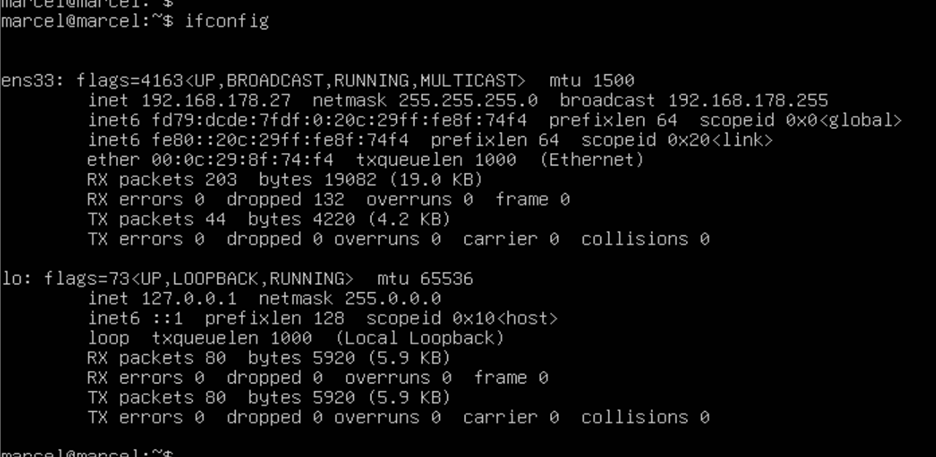 marcel@marcel:~$
marcel@marcel:~$ ifconfig
ens33: flags=4163<UP,BROADCAST,RUNNING,MULTICAST>  mtu 1500
        inet 192.168.178.27  netmask 255.255.255.0  broadcast 192.168.178.255
        inet6 fd79:dcde:7fdf:0:20c:29ff:fe8f:74f4  prefixlen 64  scopeid 0x0<global>
        inet6 fe80::20c:29ff:fe8f:74f4  prefixlen 64  scopeid 0x20<link>
        ether 00:0c:29:8f:74:f4  txqueuelen 1000  (Ethernet)
        RX packets 203  bytes 19082 (19.0 KB)
        RX errors 0  dropped 132  overruns 0  frame 0
        TX packets 44  bytes 4220 (4.2 KB)
        TX errors 0  dropped 0 overruns 0  carrier 0  collisions 0
lo: flags=73<UP,LOOPBACK,RUNNING>  mtu 65536
        inet 127.0.0.1  netmask 255.0.0.0
        inet6 ::1  prefixlen 128  scopeid 0x10<host>
        loop  txqueuelen 1000  (Local Loopback)
        RX packets 80  bytes 5920 (5.9 KB)
        RX errors 0  dropped 0  overruns 0  frame 0
        TX packets 80  bytes 5920 (5.9 KB)
        TX errors 0  dropped 0 overruns 0  carrier 0  collisions 0
marcel@marcel:~$